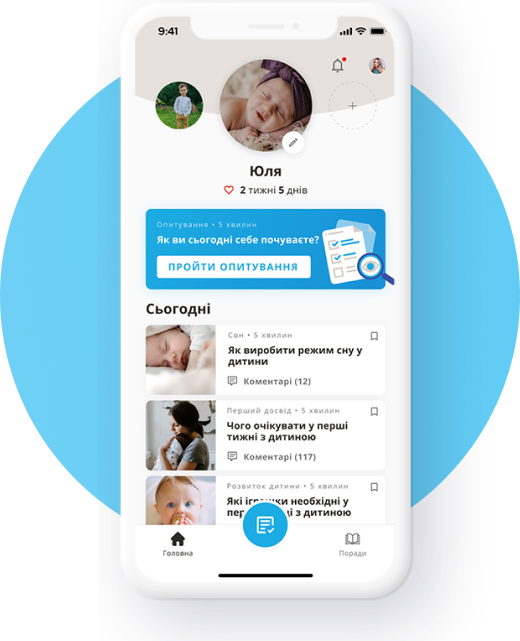 9:41
Юля
2 тижні 5 днів
Опитування • 5 хвилин
Як ви сьогодні себе почуваєте?
ПРОЙТИ ОПИТУВАННЯ
Сьогодні
Сон • 5 хвилин
Як виробити режим сну у
дитини
Коментарі (12)
Перший досвід • 5 хвилин
Чого очікувати у перші
тижні з дитиною
Коментарі (117)
Розвиток дитини • 5 хвилин
Які іграшки необхідні у
з дитиною
Головна
Поради